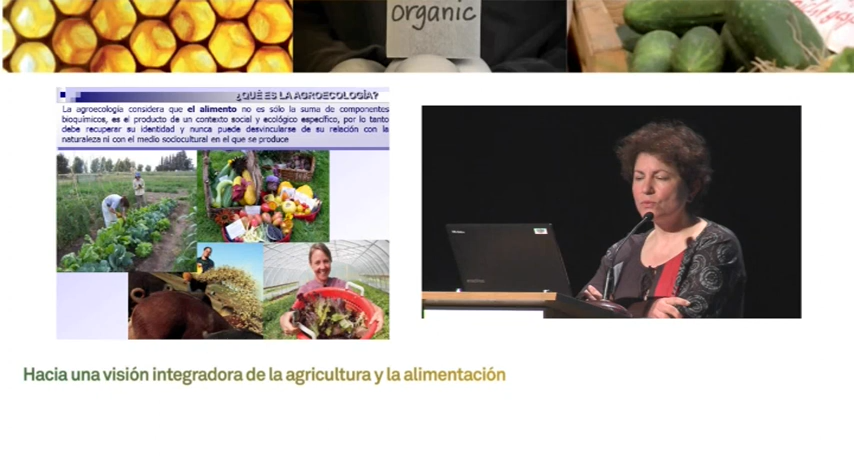 organic
¿QUÉ ES LA AGROECOLOGÍA?
La agroecología considera que el alimento no es sólo la suma de componentes
bioquímicos, es el producto de un contexto social y ecológico específico, por lo tanto
debe recuperar su identidad y nunca puede desvincularse de su relación con la
naturaleza ni con el medio sociocultural en el que se produce
Hacia una visión integradora de la agricultura y la alimentación